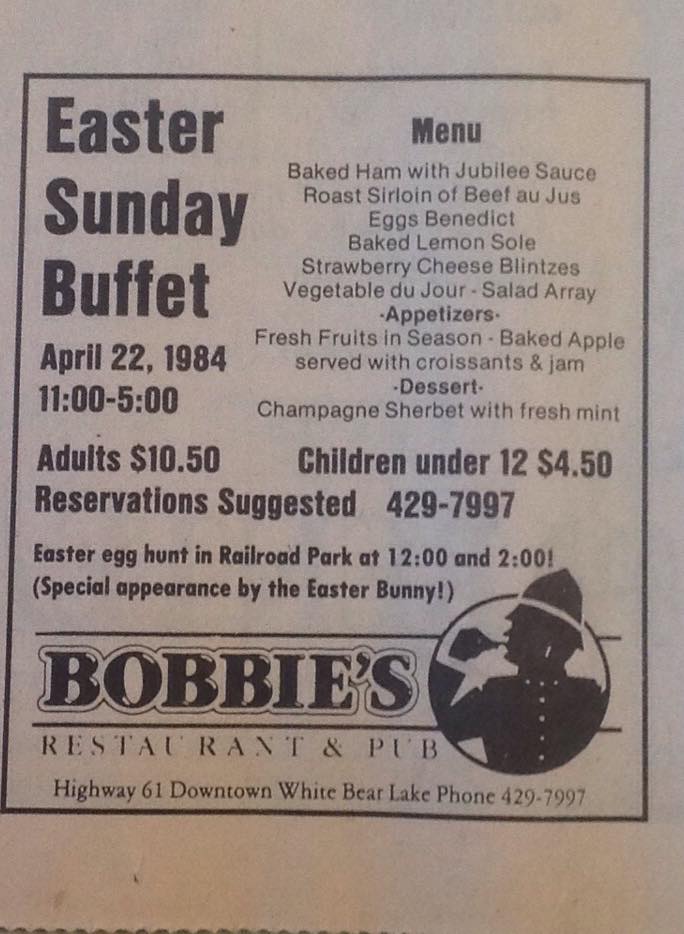 Easter
Sunday
Buffet
April 22, 1984
11:00-5:00
Menu
Baked Ham with Jubilee Sauce
Roast Sirloin of Beef au Jus
Eggs Benedict
Baked Lemon Sole
Strawberry Cheese Blintzes
Vegetable du Jour - Salad Array
-Appetizers-
Fresh Fruits in Season - Baked Apple
served with croissants & jam
-Dessert-
Champagne Sherbet with fresh mint
Adults $10.50 Children under 12 $4.50
Reservations Suggested 429-7997
Easter egg hunt in Railroad Park at 12:00 and 2:00!
(Special appearance by the Easter Bunny!)
BOBBIE'S
RESTAURANT & PUB
Highway 61 Downtown White Bear Lake Phone 429-7997